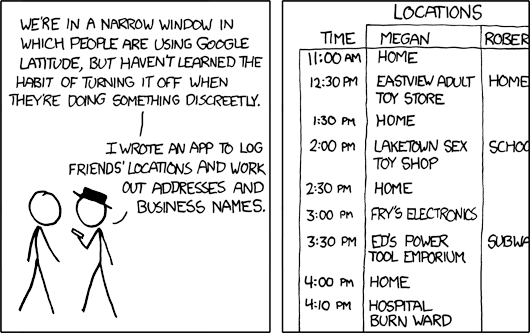 WE'RE IN A NARROW WINDOW IN
WHICH PEOPLE ARE USING GOOGLE
LATITUDE, BUT HAVEN'T LEARNED THE
HABIT OF TURNING IT OFF WHEN
THEY'RE DOING SOMETHING DISCREETLY.
I WROTE AN APP TO LOG
FRIENDS' LOCATIONS AND WORK
OUT ADDRESSES AND
BUSINESS NAMES.
LOCATIONS
TIME MEGAN ROBER
11:00 AM HOME
12:30 PM EASTVIEW ADULT HOME
TOY STORE
1:30 PM HOME
2:00 PM LAKETOWN SEX SCHOO
TOY SHOP
2:30 PM HOME
3:00 PM FRY'S ELECTRONICS
3:30 PM ED'S POWER SUBWA
TOOL EMPORIUM
4:00 PM HOME
4:10 PM HOSPITAL
BURN WARD